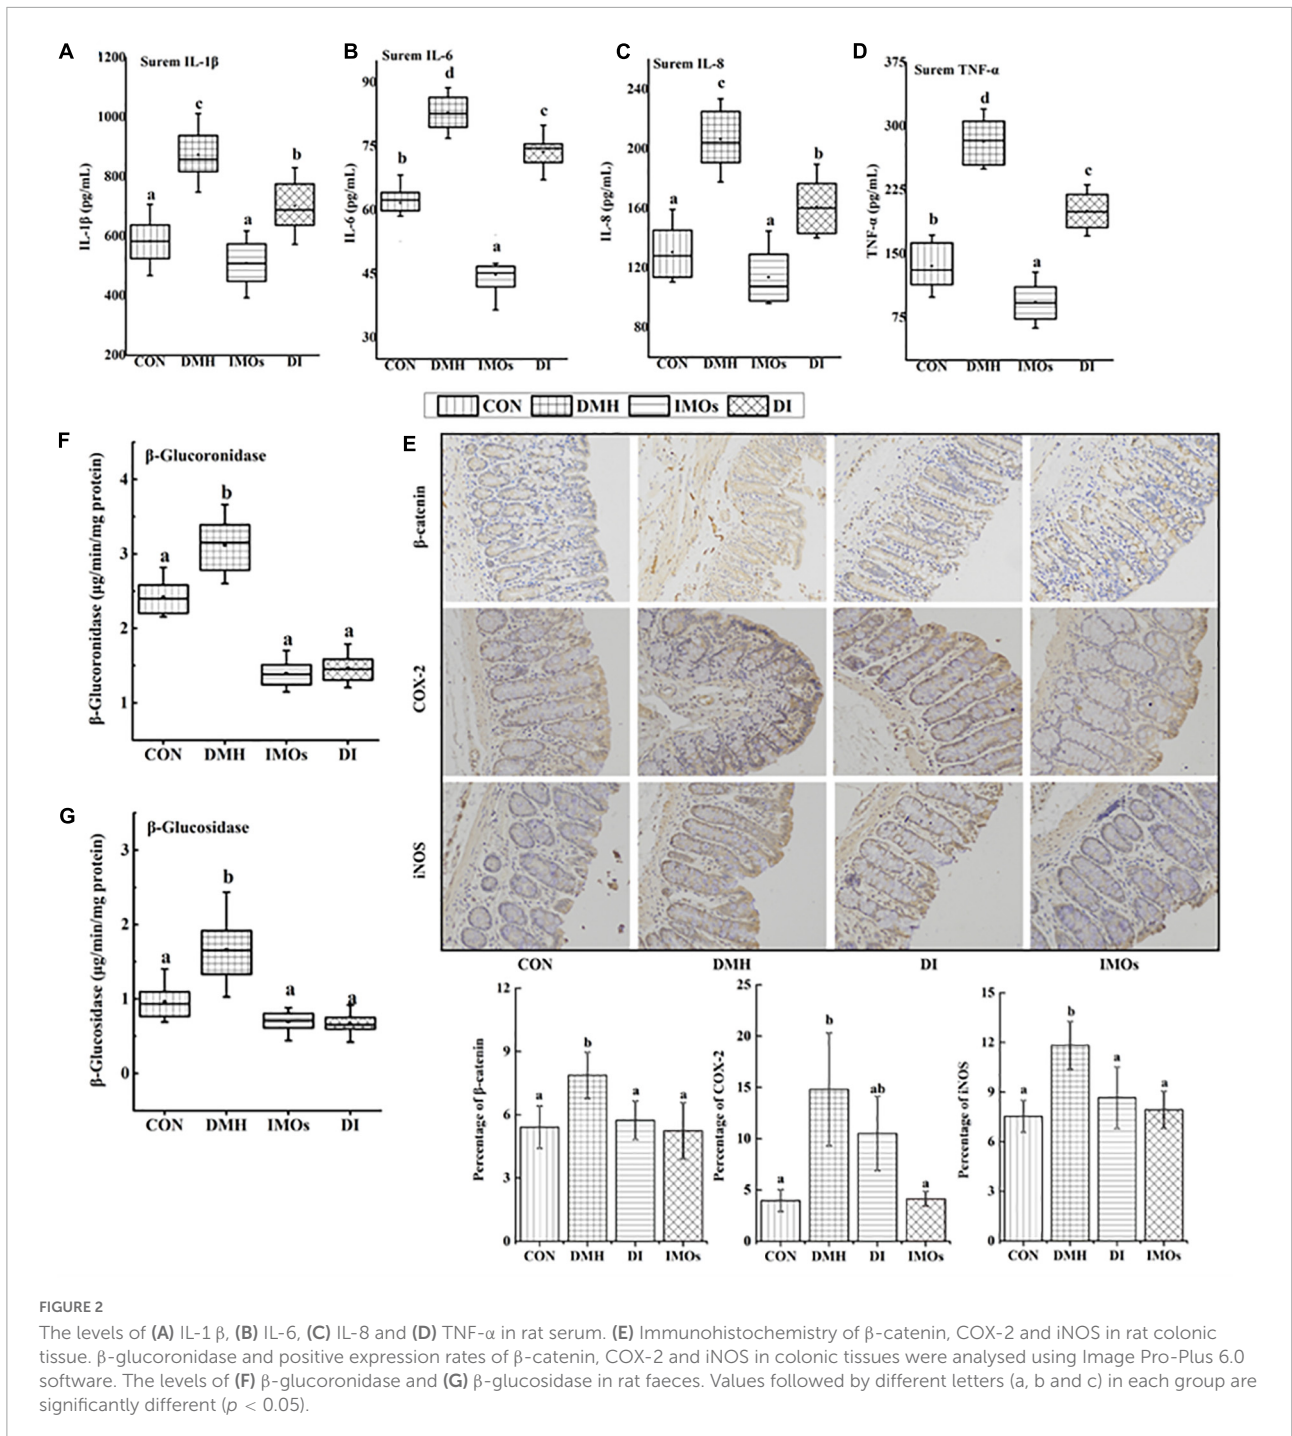 A
Surem IL-1β
1200
1000
800
600
400
200
IL-1β (pg/mL)
a
c
a
b
CON DMH IMOs DI
B
Surem IL-6
90
75
60
45
30
IL-6 (pg/mL)
b
d
a
c
CON DMH IMOs DI
C
Surem IL-8
240
200
160
120
80
IL-8 (pg/mL)
a
c
a
b
CON DMH IMOs DI
D
Surem TNF-α
375
300
225
150
75
TNF-α (pg/mL)
b
d
a
c
CON DMH IMOs DI
CON DMH IMOs DI
F
β-Glucoronidase
4
3
2
1
β-Glucoronidase (μg/min/mg protein)
a
b
a
a
CON DMH IMOs DI
G
β-Glucosidase
3
2
1
0
β-Glucosidase (μg/min/mg protein)
a
b
a
a
CON DMH IMOs DI
E
β-catenin
COX-2
iNOS
CON DMH DI IMOs
12
9
6
3
0
Percentage of β-catenin
a
b
a
a
CON DMH DI IMOs
25
20
15
10
5
0
Percentage of COX-2
a
b
ab
a
CON DMH DI IMOs
15
12
9
6
3
0
Percentage of iNOS
a
b
a
a
CON DMH DI IMOs
FIGURE 2
The levels of (A) IL-1 β, (B) IL-6, (C) IL-8 and (D) TNF-α in rat serum. (E) Immunohistochemistry of β-catenin, COX-2 and iNOS in rat colonic
tissue. β-glucoronidase and positive expression rates of β-catenin, COX-2 and iNOS in colonic tissues were analysed using Image Pro-Plus 6.0
software. The levels of (F) β-glucoronidase and (G) β-glucosidase in rat faeces. Values followed by different letters (a, b and c) in each group are
significantly different (p < 0.05).